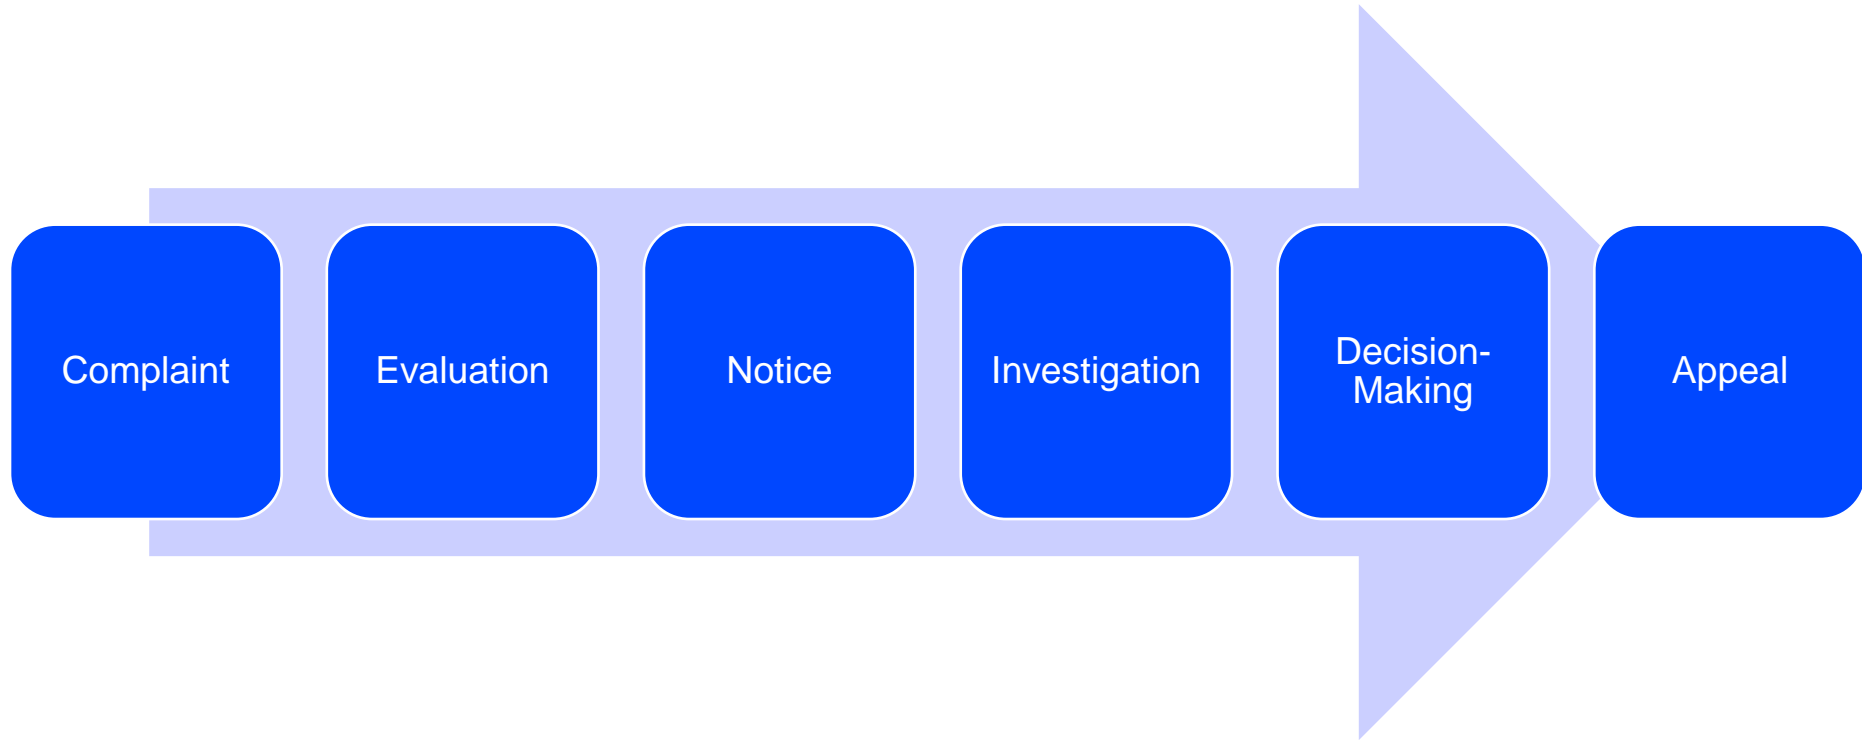 Complaint
Evaluation
Notice
Investigation
Decision-
Making
Appeal